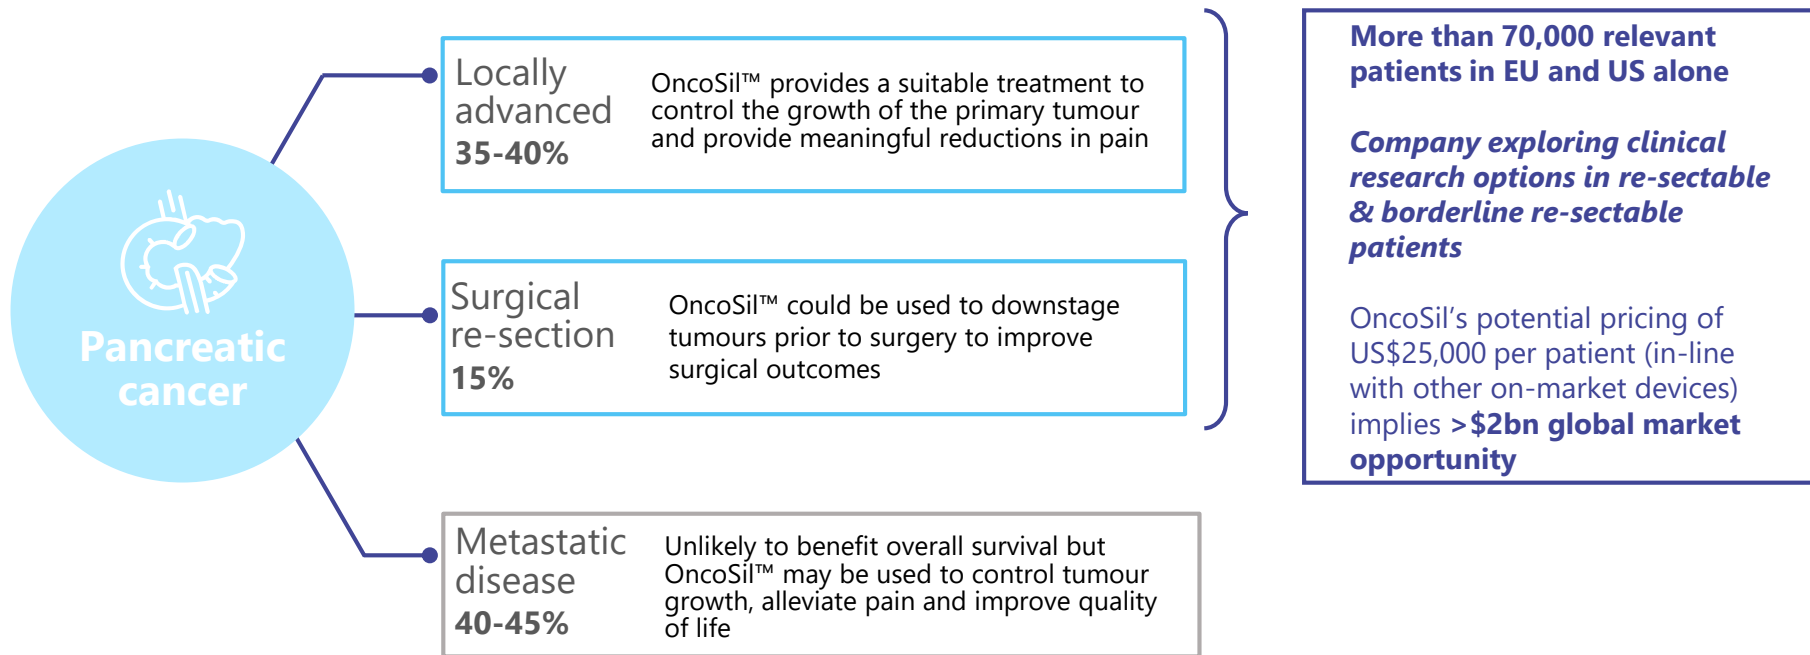 Pancreatic
cancer
Locally
advanced
35-40%
OncoSil™ provides a suitable treatment to
control the growth of the primary tumour
and provide meaningful reductions in pain
Surgical
re-section
15%
OncoSil™ could be used to downstage
tumours prior to surgery to improve
surgical outcomes
Metastatic
disease
40-45%
Unlikely to benefit overall survival but
OncoSil™ may be used to control tumour
growth, alleviate pain and improve quality
of life
More than 70,000 relevant
patients in EU and US alone
Company exploring clinical
research options in re-sectable
& borderline re-sectable
patients
OncoSil’s potential pricing of
US$25,000 per patient (in-line
with other on-market devices)
implies >$2bn global market
opportunity